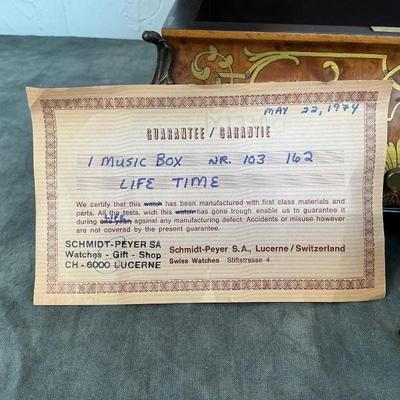 MAY 22, 1974
GUARANTEE / GARANTIE
1 MUSIC BOX NR. 103 162
LIFE TIME
We certify that this watch has been manufactured with first class materials and
parts. All the tests, wich this watch has gone trough enable us to guarantee it
LIFE
during one year against any manufacturing defect. Accidents or misuse however
are not covered by the present guarantee.
SCHMIDT-PEYER SA
Watches - Gift - Shop
CH - 6000 LUCERNE
Schmidt-Peyer S.A., Lucerne / Switzerland
Swiss Watches Stiftstrasse 4